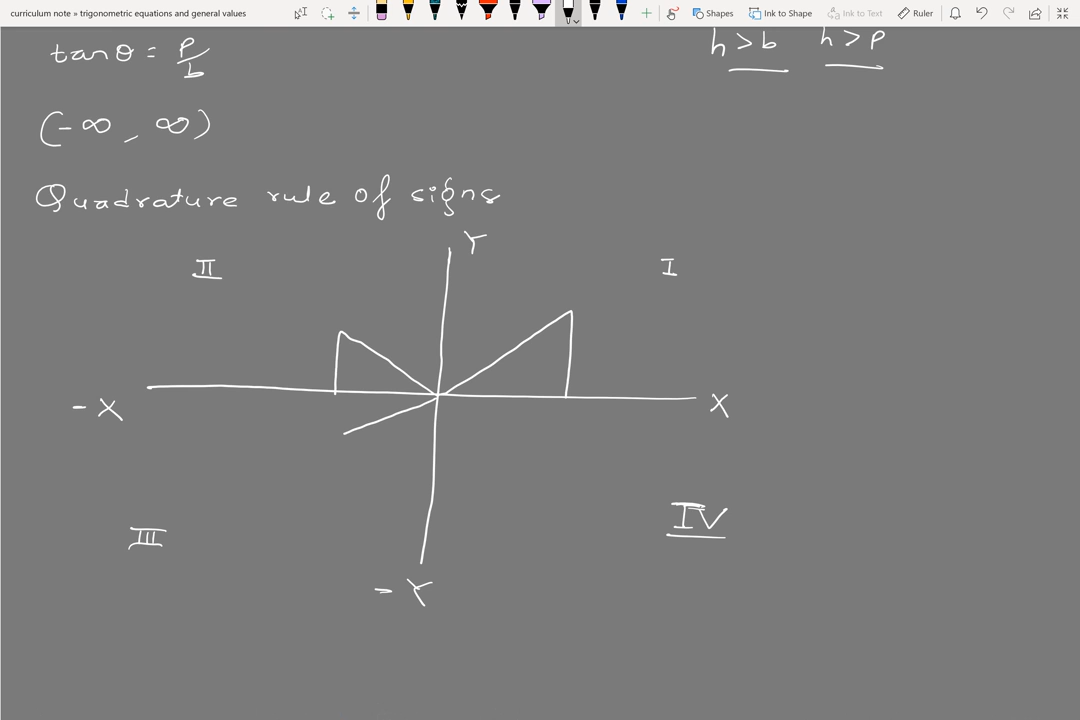 curriculum note » trigonometric equations and general values
Shapes Ink to Shape Ink to Text Ruler
tanθ = p/b
h > b h > p
(-∞, ∞)
Quadrature rule of signs
Y
II I
-X X
III IV
-Y